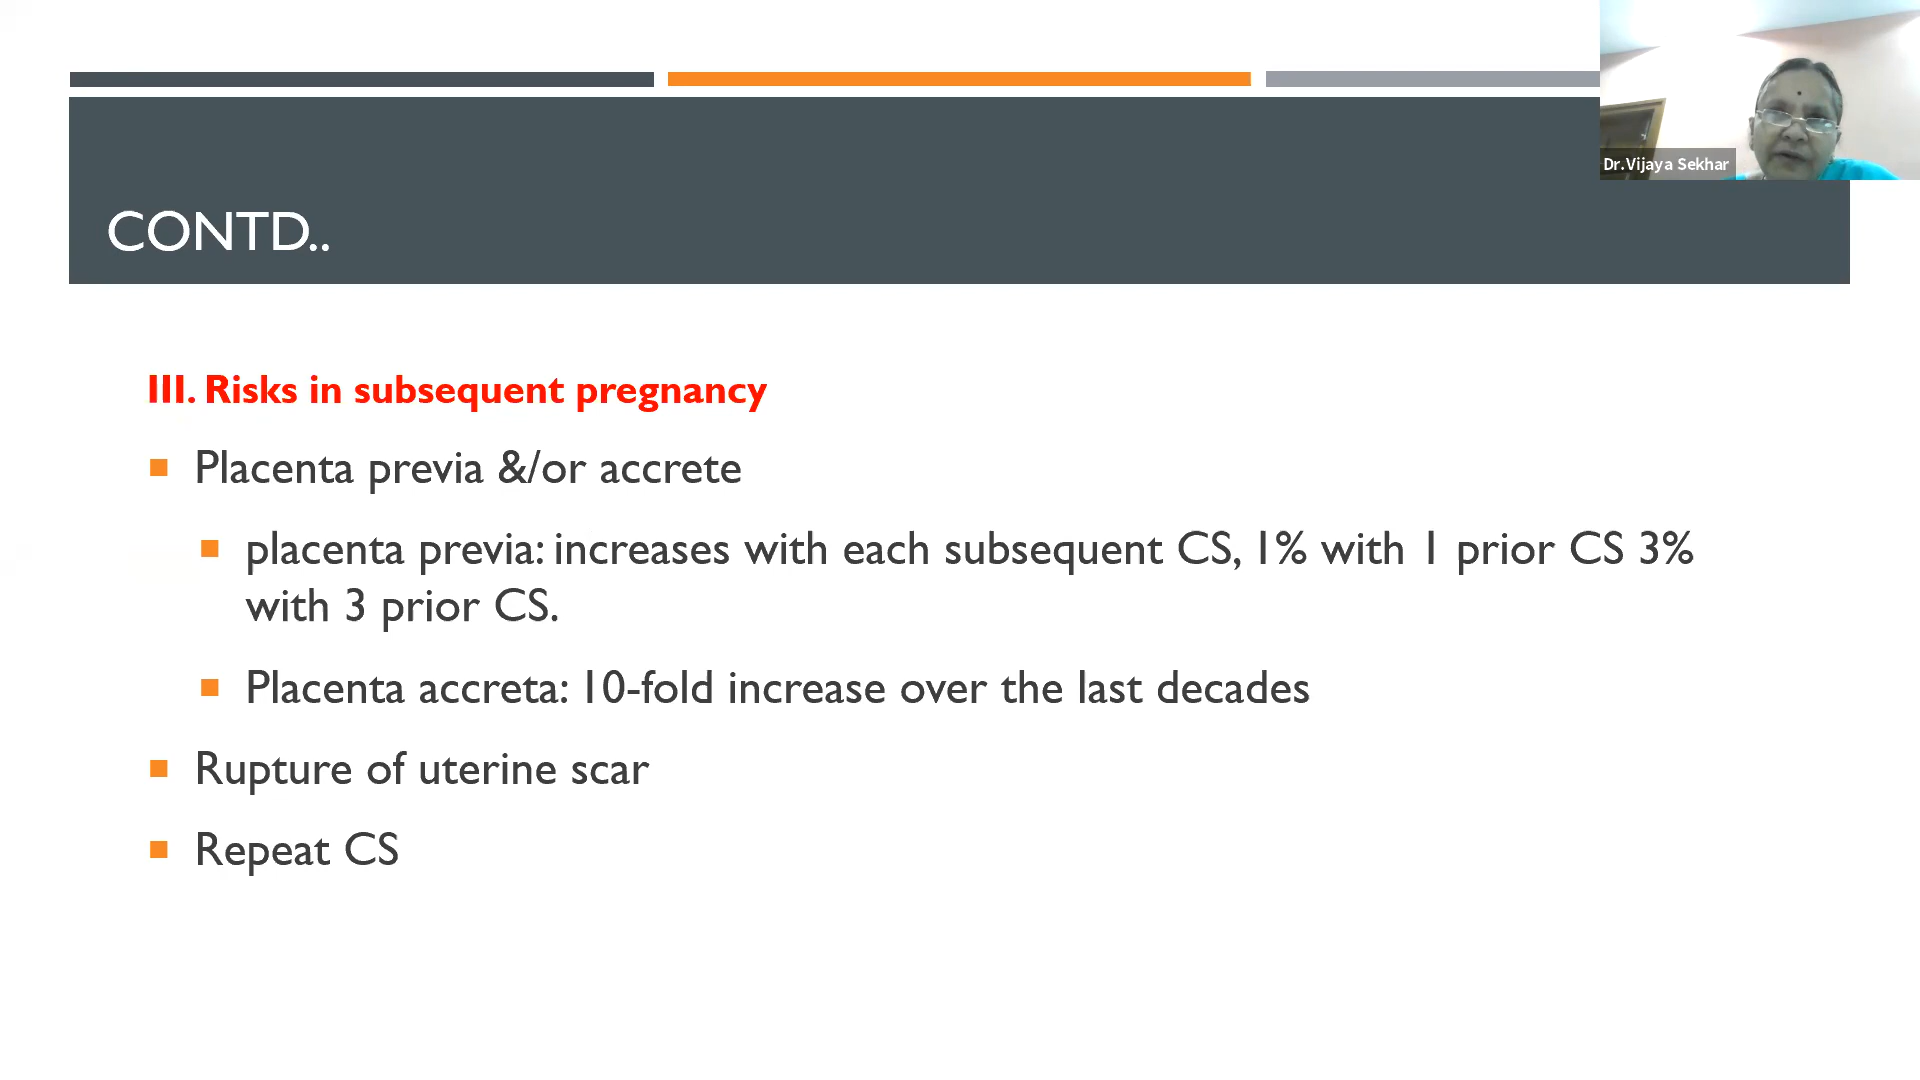 Dr.Vijaya Sekhar
CONTD..
III. Risks in subsequent pregnancy
Placenta previa &/or accrete
placenta previa: increases with each subsequent CS, 1% with 1 prior CS 3%
with 3 prior CS.
Placenta accreta: 10-fold increase over the last decades
Rupture of uterine scar
Repeat CS